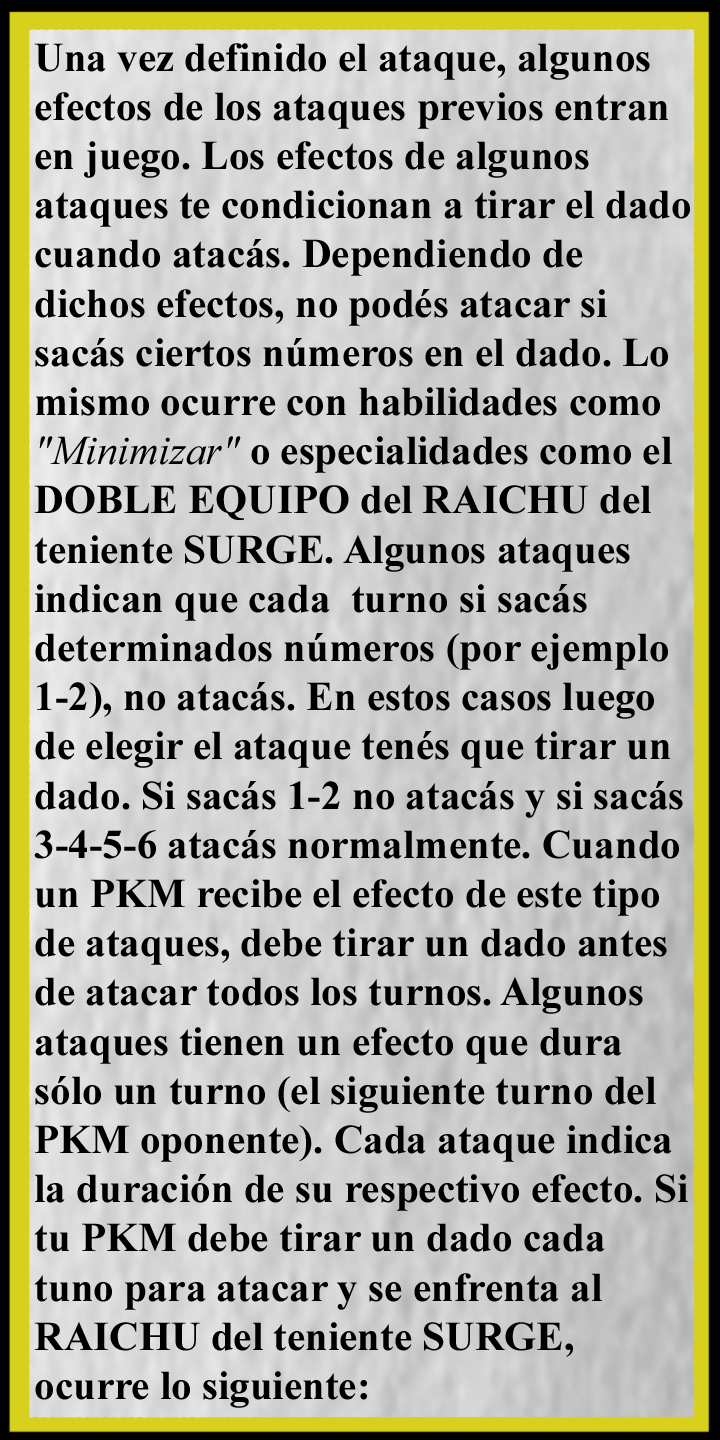 Una vez definido el ataque, algunos
efectos de los ataques previos entran
en juego. Los efectos de algunos
ataques te condicionan a tirar el dado
cuando atacás. Dependiendo de
dichos efectos, no podés atacar si
sacás ciertos números en el dado. Lo
mismo ocurre con habilidades como
"Minimizar" o especialidades como el
DOBLE EQUIPO del RAICHU del
teniente SURGE. Algunos ataques
indican que cada  turno si sacás
determinados números (por ejemplo
1-2), no atacás. En estos casos luego
de elegir el ataque tenés que tirar un
dado. Si sacás 1-2 no atacás y si sacás
3-4-5-6 atacás normalmente. Cuando
un PKM recibe el efecto de este tipo
de ataques, debe tirar un dado antes
de atacar todos los turnos. Algunos
ataques tienen un efecto que dura
sólo un turno (el siguiente turno del
PKM oponente). Cada ataque indica
la duración de su respectivo efecto. Si
tu PKM debe tirar un dado cada
tuno para atacar y se enfrenta al
RAICHU del teniente SURGE,
ocurre lo siguiente: